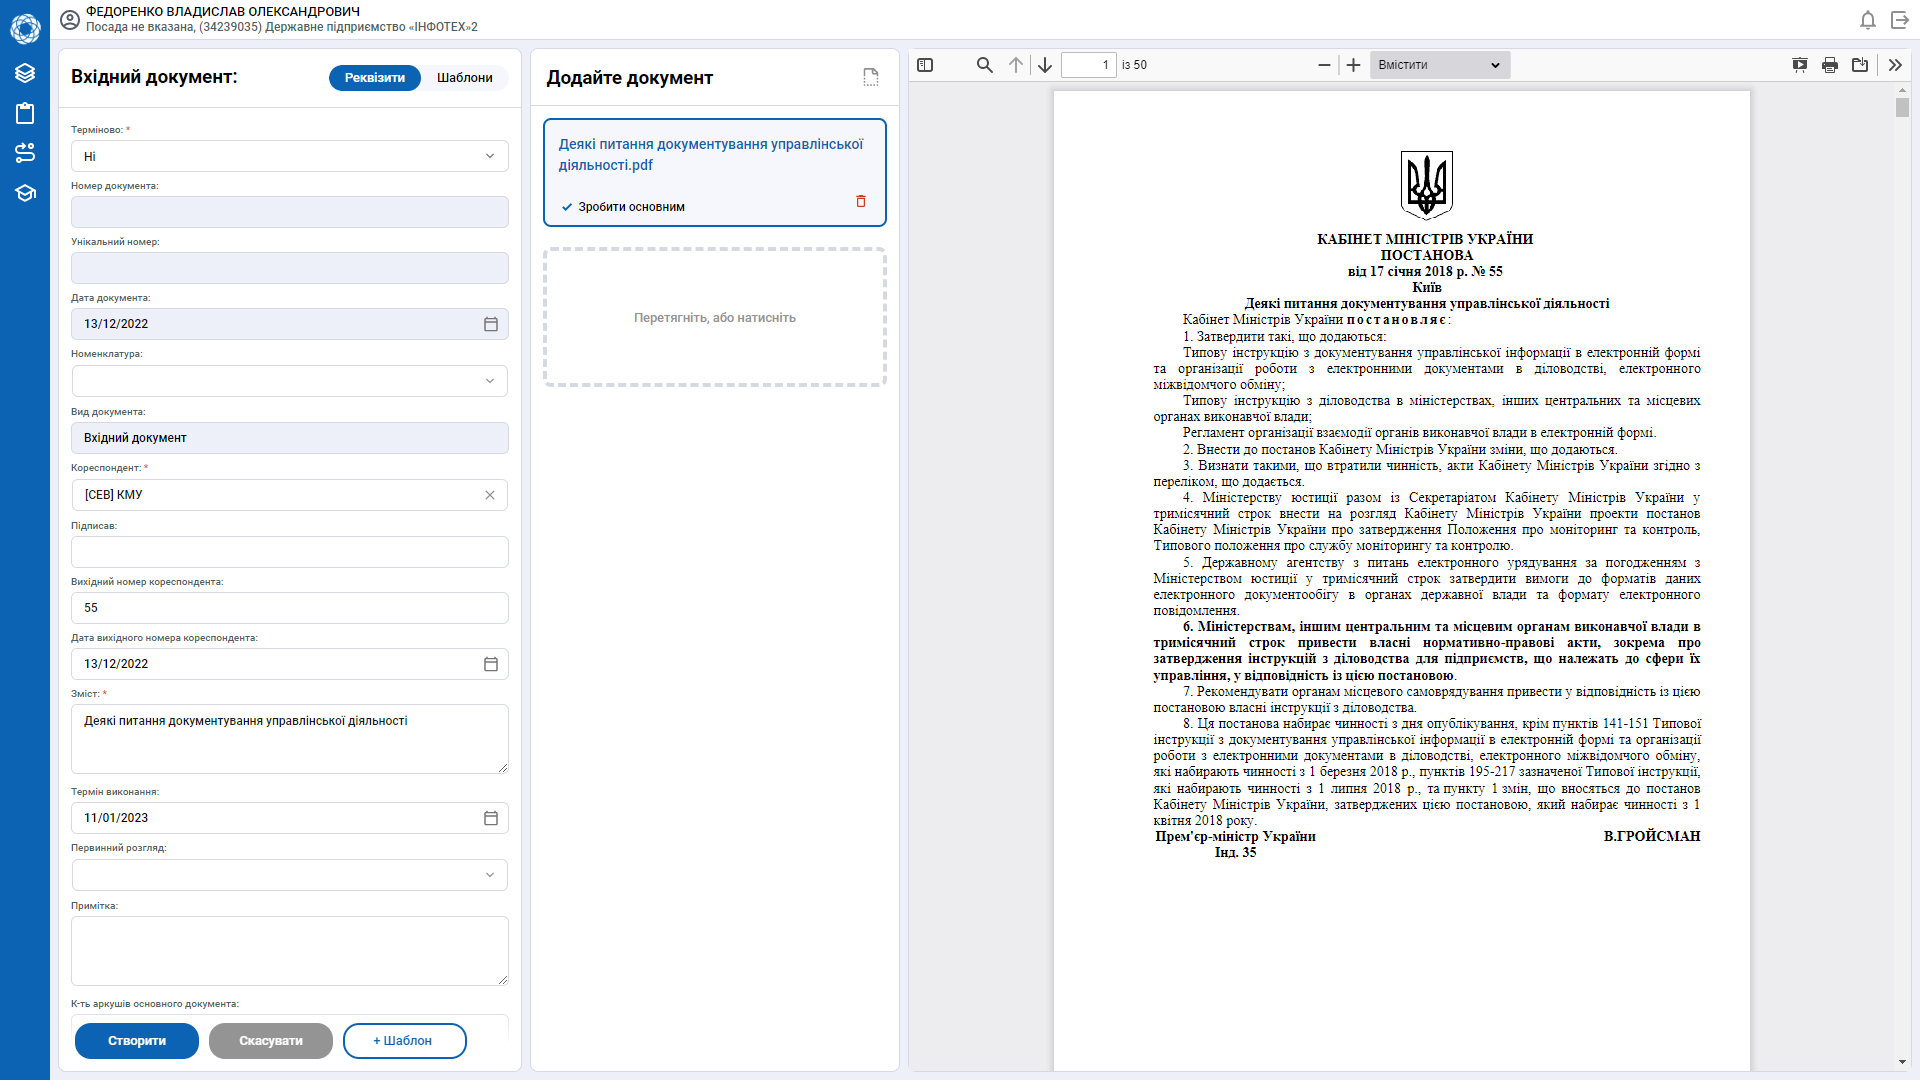 ФЕДОРЕНКО ВЛАДИСЛАВ ОЛЕКСАНДРОВИЧ
Посада не вказана, (34239035) Державне підприємство «ІНФОТЕХ»2
Вхідний документ:
Реквізити
Шаблони
Терміново: *
Ні
Номер документа:
Унікальний номер:
Дата документа:
13/12/2022
Номенклатура:
Вид документа:
Вхідний документ
Кореспондент: *
[СЕВ] КМУ
Підписав:
Вихідний номер кореспондента:
55
Дата вихідного номера кореспондента:
13/12/2022
Зміст: *
Деякі питання документування управлінської діяльності
Термін виконання:
11/01/2023
Первинний розгляд:
Примітка:
К-ть аркушів основного документа:
Створити
Скасувати
+ Шаблон
Додайте документ
Деякі питання документування управлінської
діяльності.pdf
Зробити основним
Перетягніть, або натисніть
1
із 50
Вмістити
КАБІНЕТ МІНІСТРІВ УКРАЇНИ
ПОСТАНОВА
від 17 січня 2018 р. № 55
Київ
Деякі питання документування управлінської діяльності
Кабінет Міністрів України постановляє:
1. Затвердити такі, що додаються:
Типову інструкцію з документування управлінської інформації в електронній формі
та організації роботи з електронними документами в діловодстві, електронного
міжвідомчого обміну;
Типову інструкцію з діловодства в міністерствах, інших центральних та місцевих
органах виконавчої влади;
Регламент організації взаємодії органів виконавчої влади в електронній формі.
2. Внести до постанов Кабінету Міністрів України зміни, що додаються.
3. Визнати такими, що втратили чинність, акти Кабінету Міністрів України згідно з
переліком, що додається.
4. Міністерству юстиції разом із Секретаріатом Кабінету Міністрів України у
тримісячний строк внести на розгляд Кабінету Міністрів України проекти постанов
Кабінету Міністрів України про затвердження Положення про моніторинг та контроль,
Типового положення про службу моніторингу та контролю.
5. Державному агентству з питань електронного урядування за погодженням з
Міністерством юстиції у тримісячний строк затвердити вимоги до форматів даних
електронного документообігу в органах державної влади та формату електронного
повідомлення.
6. Міністерствам, іншим центральним та місцевим органам виконавчої влади в
тримісячний строк привести власні нормативно-правові акти, зокрема про
затвердження інструкцій з діловодства для підприємств, що належать до сфери їх
управління, у відповідність із цією постановою.
7. Рекомендувати органам місцевого самоврядування привести у відповідність із цією
постановою власні інструкції з діловодства.
8. Ця постанова набирає чинності з дня опублікування, крім пунктів 141-151 Типової
інструкції з документування управлінської інформації в електронній формі та організації
роботи з електронними документами в діловодстві, електронного міжвідомчого обміну,
які набирають чинності з 1 березня 2018 р., пунктів 195-217 зазначеної Типової інструкції,
які набирають чинності з 1 липня 2018 р., та пункту 1 змін, що вносяться до постанов
Кабінету Міністрів України, затверджених цією постановою, який набирає чинності з 1
квітня 2018 року.
Прем'єр-міністр України В.ГРОЙСМАН
Інд. 35